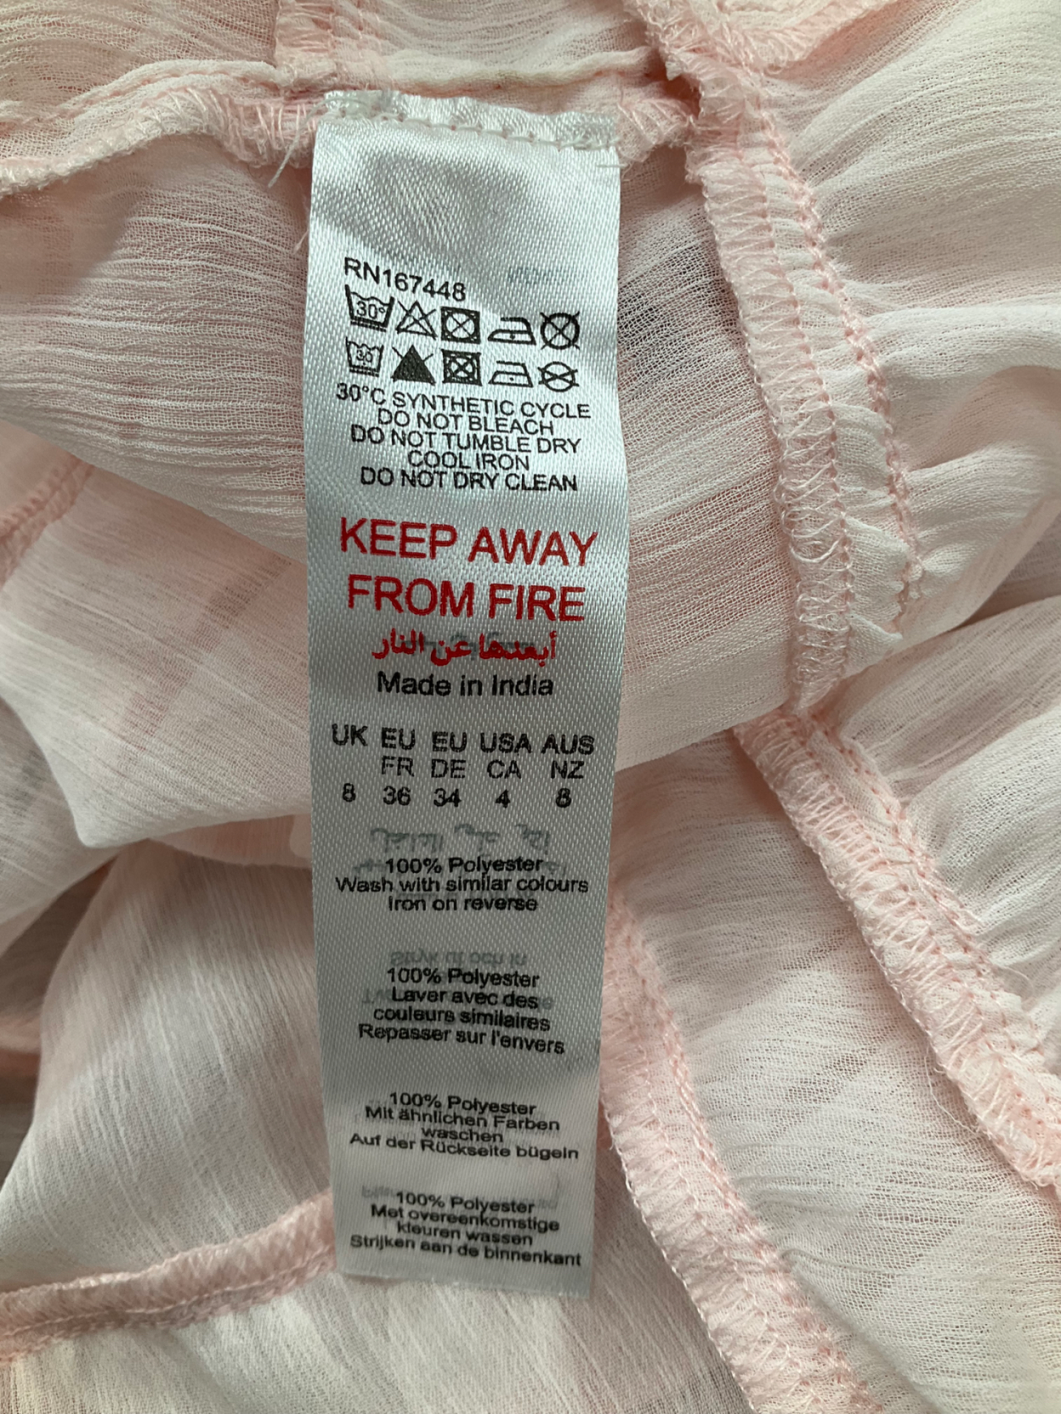 RN167448
30° 
30
30°C SYNTHETIC CYCLE
DO NOT BLEACH
DO NOT TUMBLE DRY
COOL IRON
DO NOT DRY CLEAN
KEEP AWAY
FROM FIRE
أبعدها عن النار
Made in India
UK EU EU USA AUS
FR DE CA NZ
8 36 34 4 8
100% Polyester
Wash with similar colours
Iron on reverse
100% Polyester
Laver avec des
couleurs similaires
Repasser sur l'envers
100% Polyester
Mit ähnlichen Farben
waschen
Auf der Rückseite bügeln
100% Polyester
Met overeenkomstige
kleuren wassen
Strijken aan de binnenkant